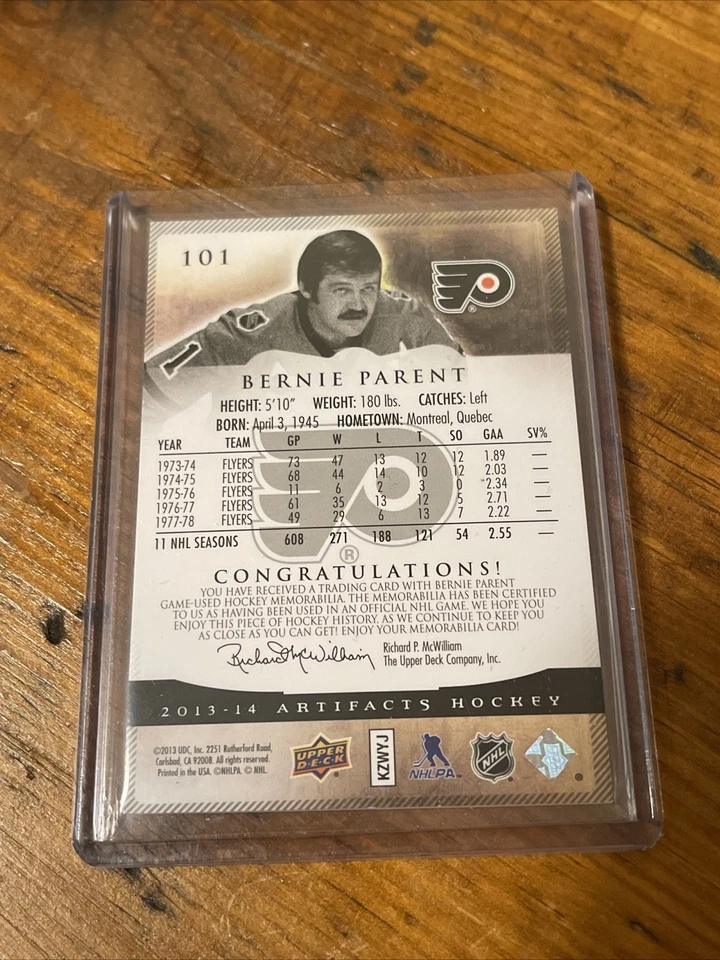 101
1
BERNIE PARENT
HEIGHT: 5'10" WEIGHT: 180 lbs. CATCHES: Left
BORN: April 3, 1945 HOMETOWN: Montreal, Quebec
YEAR TEAM GP W L T SO GAA SV%
1973-74 FLYERS 73 47 13 12 12 1.89 —
1974-75 FLYERS 68 44 14 10 12 2.03 —
1975-76 FLYERS 11 6 2 3 0 2.34 —
1976-77 FLYERS 61 35 13 12 5 2.71 —
1977-78 FLYERS 49 29 6 13 7 2.22 —
11 NHL SEASONS 608 271 188 121 54 2.55 —
CONGRATULATIONS!
YOU HAVE RECEIVED A TRADING CARD WITH BERNIE PARENT
GAME-USED HOCKEY MEMORABILIA. THE MEMORABILIA HAS BEEN CERTIFIED
TO US AS HAVING BEEN USED IN AN OFFICIAL NHL GAME. WE HOPE YOU
ENJOY THIS PIECE OF HOCKEY HISTORY. AS WE CONTINUE TO KEEP YOU
AS CLOSE AS YOU CAN GET! ENJOY YOUR MEMORABILIA CARD!
Richard P. McWilliam Richard P. McWilliam
The Upper Deck Company, Inc.
2013-14 ARTIFACTS HOCKEY
©2013 UDC, Inc. 2251 Rutherford Road,
Carlsbad, CA 92008. All rights reserved.
Printed in the USA. ©NHLPA. © NHL.
UPPER DECK
KZWYJ
NHLPA
NHL